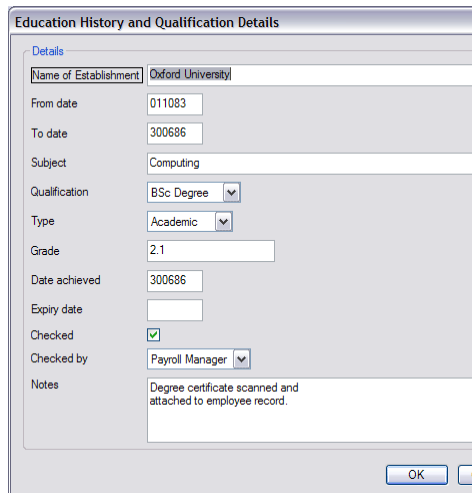 Education History and Qualification Details
Details
Name of Establishment Oxford University
From date 011083
To date 300686
Subject Computing
Qualification BSc Degree
Type Academic
Grade 2.1
Date achieved 300686
Expiry date
Checked
Checked by Payroll Manager
Notes Degree certificate scanned and
attached to employee record.
OK